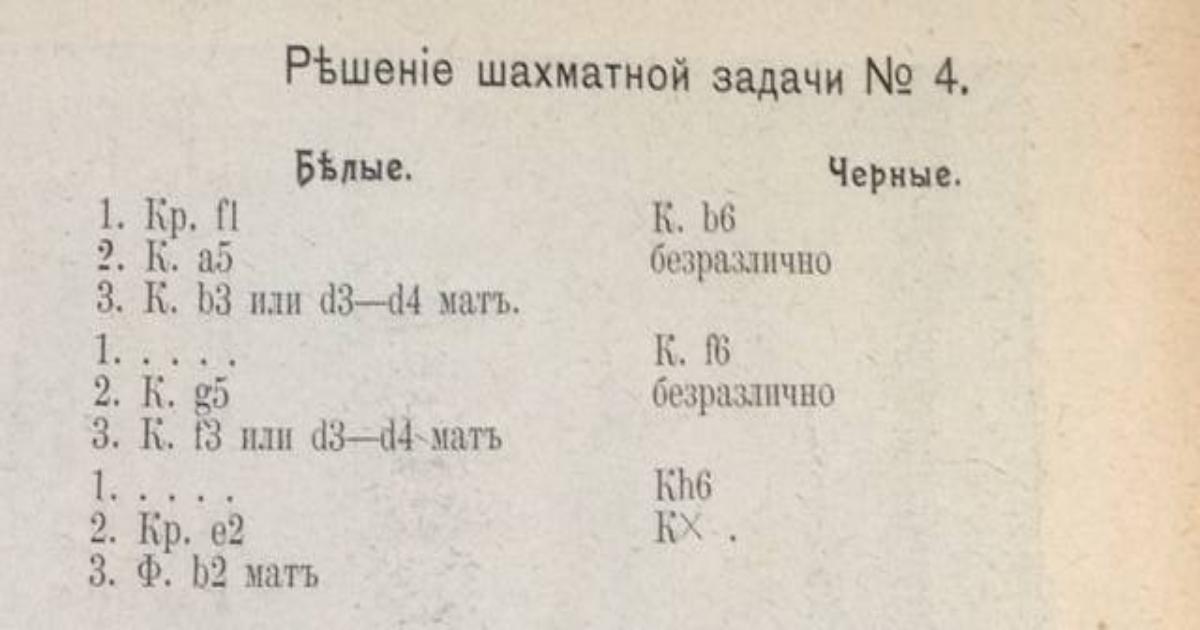 Рѣшеніе шахматной задачи № 4.
Бѣлые. Черные.
1. Кр. f1 К. b6
2. К. a5 безразлично
3. К. b3 или d3—d4 матъ.
1. . . . . . К. f6
2. К. g5 безразлично
3. К. f3 или d3—d4 матъ
1. . . . . . Кh6
2. Кр. e2 К× .
3. Ф. b2 матъ